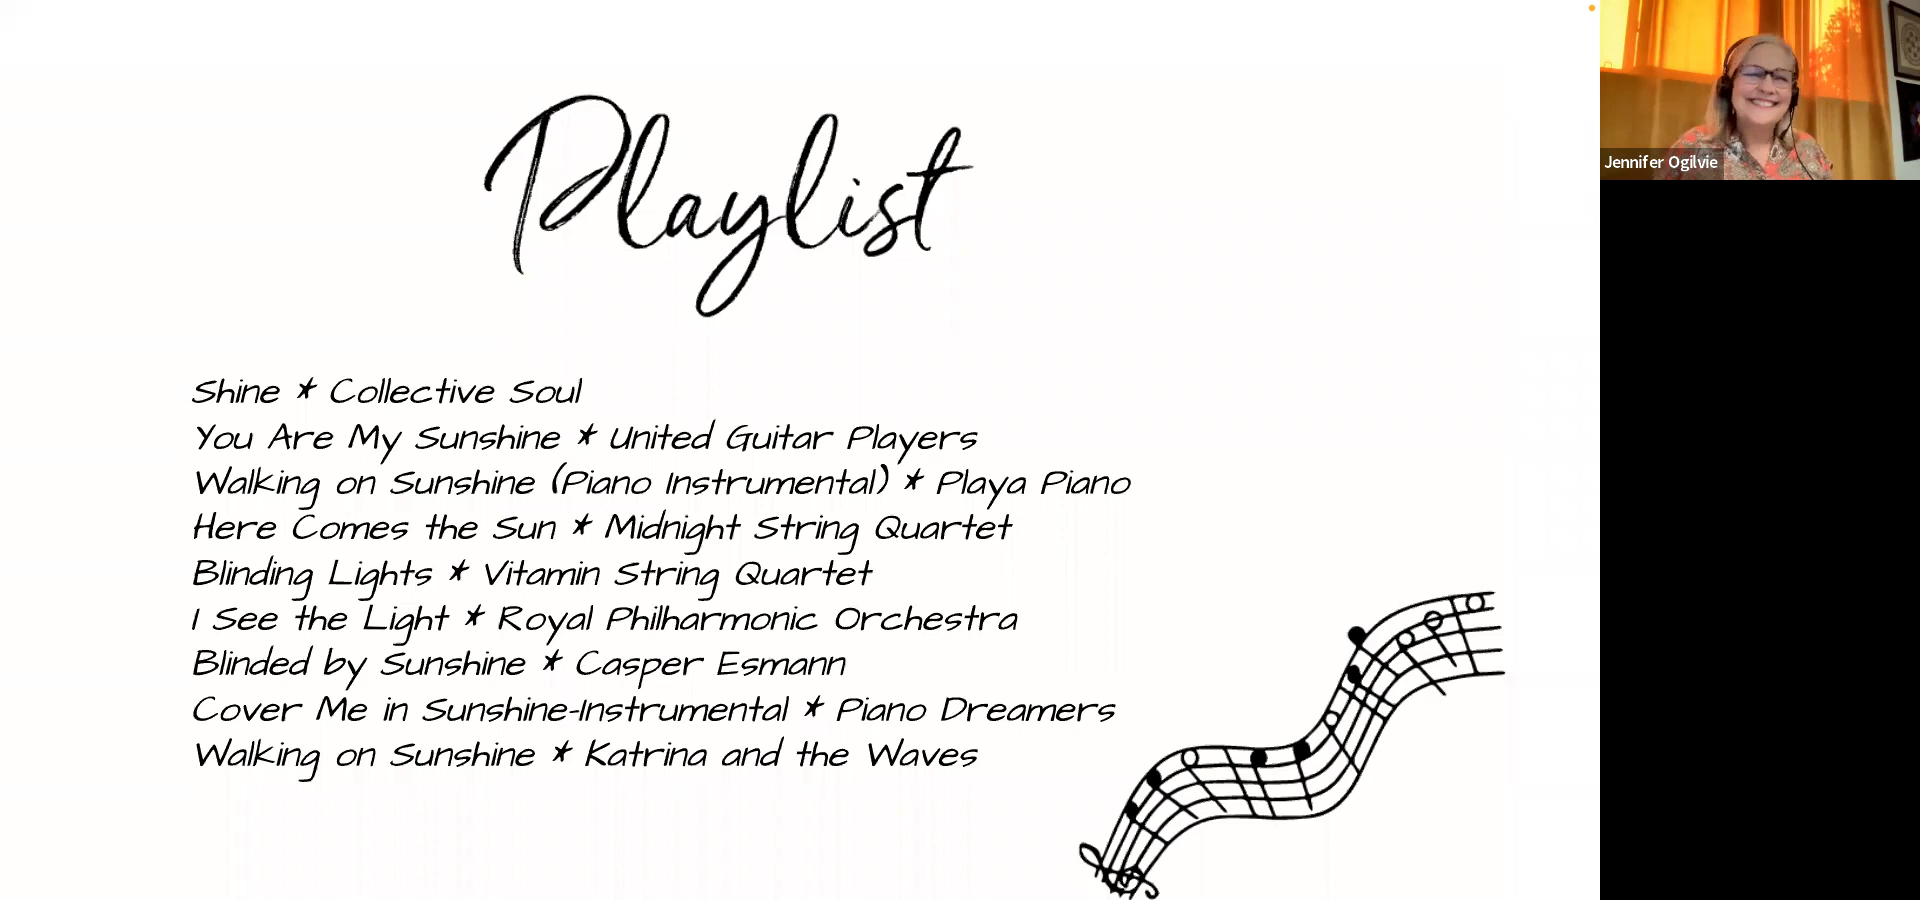 Playlist
Shine * Collective Soul
You Are My Sunshine * United Guitar Players
Walking on Sunshine (Piano Instrumental) * Playa Piano
Here Comes the Sun * Midnight String Quartet
Blinding Lights * Vitamin String Quartet
I See the Light * Royal Philharmonic Orchestra
Blinded by Sunshine * Casper Esmann
Cover Me in Sunshine-Instrumental * Piano Dreamers
Walking on Sunshine * Katrina and the Waves
Jennifer Ogilvie